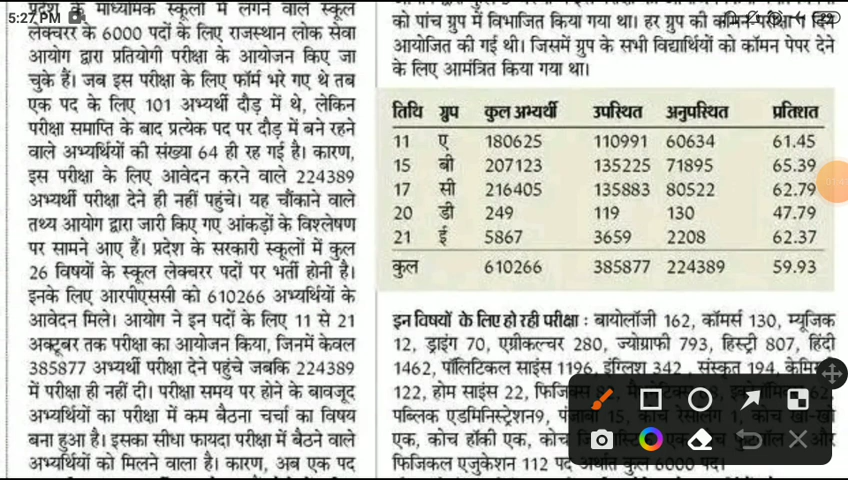 5:27 PM
22
प्रदेश के माध्यमिक स्कूलों में लगने वाले स्कूल
लेक्चरर के 6000 पदों के लिए राजस्थान लोक सेवा
आयोग द्वारा प्रतियोगी परीक्षा के आयोजन किए जा
चुके हैं। जब इस परीक्षा के लिए फॉर्म भरे गए थे तब
एक पद के लिए 101 अभ्यर्थी दौड़ में थे, लेकिन
परीक्षा समाप्ति के बाद प्रत्येक पद पर दौड़ में बने रहने
वाले अभ्यर्थियों की संख्या 64 ही रह गई है। कारण,
इस परीक्षा के लिए आवेदन करने वाले 224389
अभ्यर्थी परीक्षा देने ही नहीं पहुंचे। यह चौंकाने वाले
तथ्य आयोग द्वारा जारी किए गए आंकड़ों के विश्लेषण
पर सामने आए हैं। प्रदेश के सरकारी स्कूलों में कुल
26 विषयों के स्कूल लेक्चरर पदों पर भर्ती होनी है।
इनके लिए आरपीएससी को 610266 अभ्यर्थियों के
आवेदन मिले। आयोग ने इन पदों के लिए 11 से 21
अक्टूबर तक परीक्षा का आयोजन किया, जिनमें केवल
385877 अभ्यर्थी परीक्षा देने पहुंचे जबकि 224389
में परीक्षा ही नहीं दी। परीक्षा समय पर होने के बावजूद
अभ्यर्थियों का परीक्षा में कम बैठना चर्चा का विषय
बना हुआ है। इसका सीधा फायदा परीक्षा में बैठने वाले
अभ्यर्थियों को मिलने वाला है। कारण, अब एक पद
को पांच ग्रुप में विभाजित किया गया था। हर ग्रुप की
आयोजित की गई थी। जिसमें ग्रुप के सभी विद्यार्थियों को कॉमन पेपर देने
के लिए आमंत्रित किया गया था।
तिथि ग्रुप कुल अभ्यर्थी उपस्थित अनुपस्थित प्रतिशत
11 ए 180625 110991 60634 61.45
15 बी 207123 135225 71895 65.39
17 सी 216405 135883 80522 62.79
20 डी 249 119 130 47.79
21 ई 5867 3659 2208 62.37
कुल 610266 385877 224389 59.93
इन विषयों के लिए हो रही परीक्षा : बायोलॉजी 162, कॉमर्स 130, म्यूजिक
12, ड्राइंग 70, एग्रीकल्चर 280, ज्योग्राफी 793, हिस्ट्री 807, हिंदी
1462, पॉलिटिकल साइंस 1196, इंग्लिश 342, संस्कृत 194,
122, होम साइंस 22,
पब्लिक एडमिनिस्ट्रेशन9, पंजाबी 15, कोच
एक, कोच हॉकी एक, कोच और
फिजिकल एजुकेशन 112 पद अर्थात कुल 6000 पद।